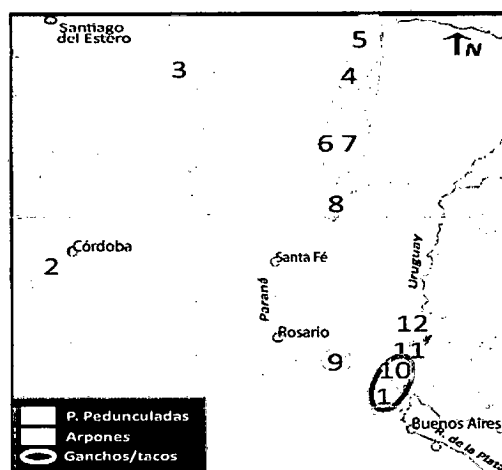 Santiago
del Estero
5
N
3
4
6 7
8
Córdoba
2
Santa Fé
Uruguay
Paraná
12
Rosario
11
9
10
1
Buenos Aires
R. de la Plata
P. Pedunculadas
Arpones
Ganchos/tacos